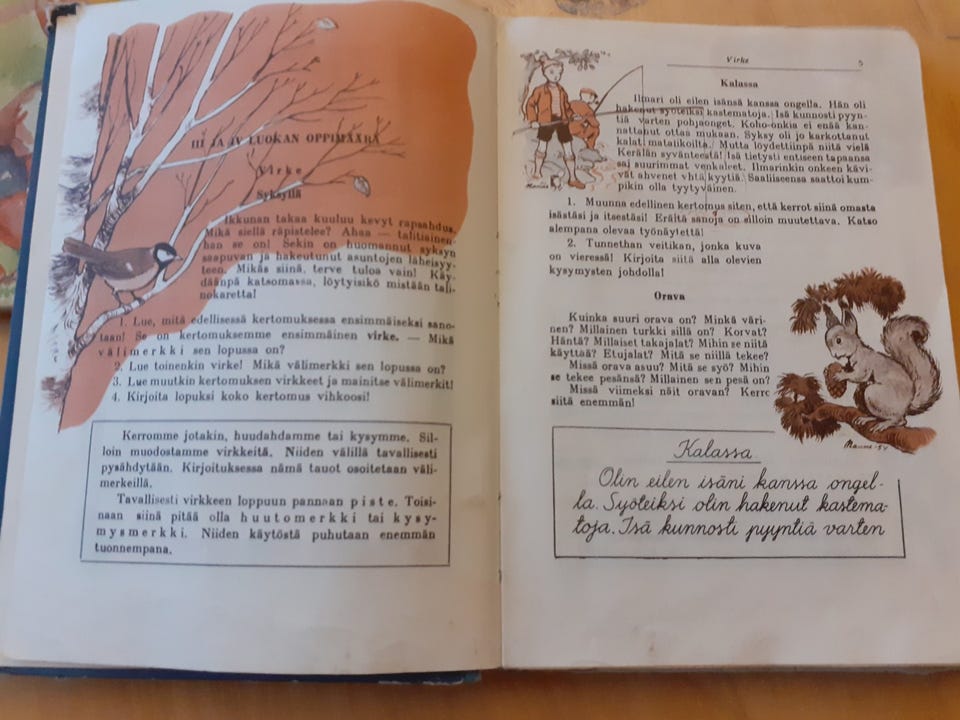 III JA IV LUOKAN OPPIMÄÄRÄ
Virke
Syksyllä
Ikkunan takaa kuuluu kevyt rapsahdus.
Mikä siellä räpistelee? Ahaa — talitiainen-
han se on! Sekin on huomannut syksyn
saapuvan ja hakeutunut asuntojen läheisyy-
teen. Mikäs siinä, terve tuloa vain! Käy-
däänpä katsomassa, löytyisikö mistään tali-
nokaretta!
1. Lue, mitä edellisessä kertomuksessa ensimmäiseksi sano-
taan! Se on kertomuksemme ensimmäinen virke. — Mikä
välimerkki sen lopussa on?
2. Lue toinenkin virke! Mikä välimerkki sen lopussa on?
3. Lue muutkin kertomuksen virkkeet ja mainitse välimerkit!
4. Kirjoita lopuksi koko kertomus vihkoosi!
Kerromme jotakin, huudahdamme tai kysymme. Sil-
loin muodostamme virkkeitä. Niiden välillä tavallisesti
pysähdytään. Kirjoituksessa nämä tauot osoitetaan väli-
merkeillä.
Tavallisesti virkkeen loppuun pannaan piste. Toisi-
naan siinä pitää olla huutomerkki tai kysy-
mysmerkki. Niiden käytöstä puhutaan enemmän
tuonnempana.
Virke 5
Kalassa
Ilmari oli eilen isänsä kanssa ongella. Hän oli
hakenut syöteiksi kastematoja. Isä kunnosti pyyn-
tiä varten pohjaonget. Koho-onkia ei enää kan-
nattanut ottaa mukaan. Syksy oli jo karkottanut
kalat matalikoilta. Mutta löydettiinpä niitä vielä
Kerälän syvänteestä! Isä tietysti entiseen tapaansa
sai suurimmat venkaleet. Ilmarinkin onkeen kävi-
vät ahvenet yhtä kyytiä. Saaliiseensa saattoi kum-
pikin olla tyytyväinen.
1. Muunna edellinen kertomus siten, että kerrot siinä omasta
isästäsi ja itsestäsi! Eräitä sanoja on silloin muutettava. Katso
alempana olevaa työnäytettä!
2. Tunnethan veitikan, jonka kuva
on vieressä! Kirjoita siitä alla olevien
kysymysten johdolla!
Orava
Kuinka suuri orava on? Minkä väri-
nen? Millainen turkki sillä on? Korvat?
Häntä? Millaiset takajalat? Mihin se niitä
käyttää? Etujalat? Mitä se niillä tekee?
Missä orava asuu? Mitä se syö? Mihin
se tekee pesänsä? Millainen sen pesä on?
Missä viimeksi näit oravan? Kerro
siitä enemmän!
Mannu -54
Kalassa
Olin eilen isäni kanssa ongel-
la. Syöteiksi olin hakenut kastema-
toja. Isä kunnosti pyyntiä varten